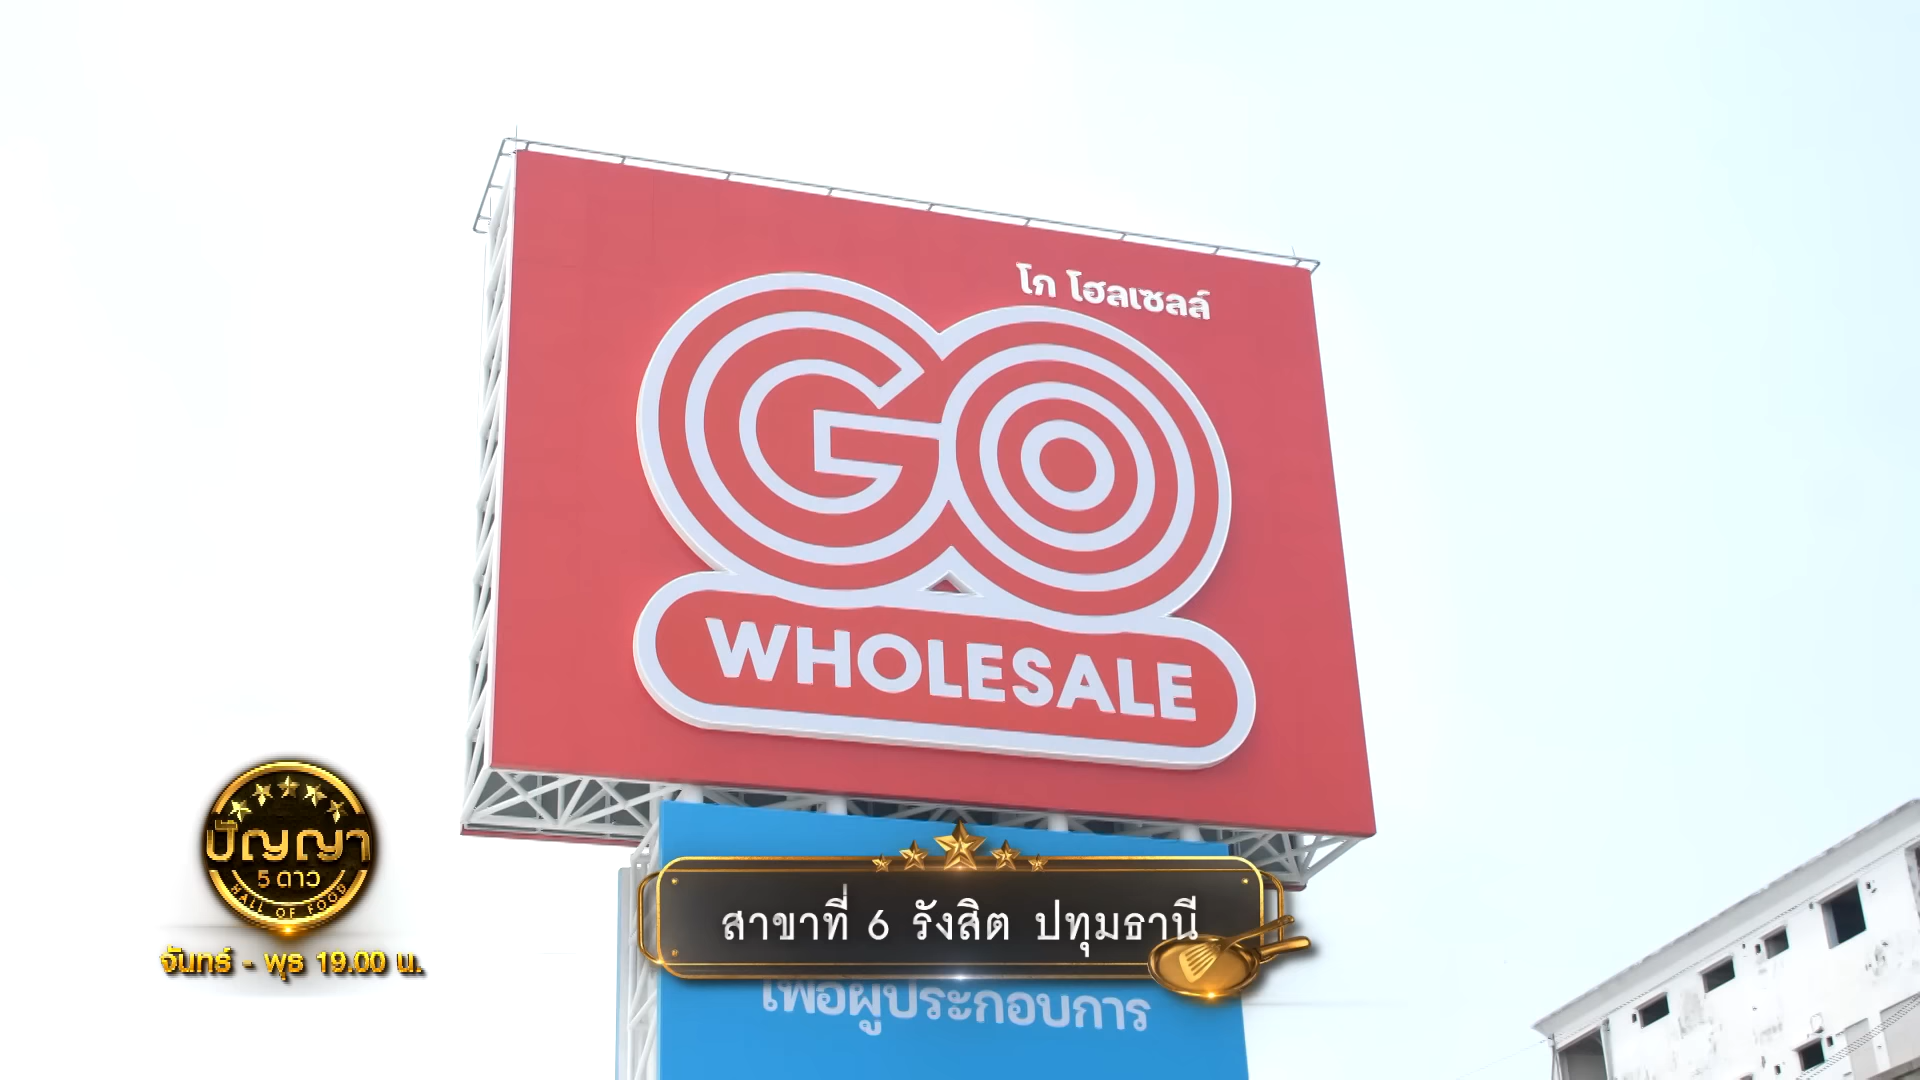 โก โฮลเซลล์
GO
WHOLESALE
ปัญญา
5 ดาว
HALL OF FOOD
จันทร์ - พุธ 19.00 น.
สาขาที่ 6 รังสิต ปทุมธานี
เพื่อผู้ประกอบการ